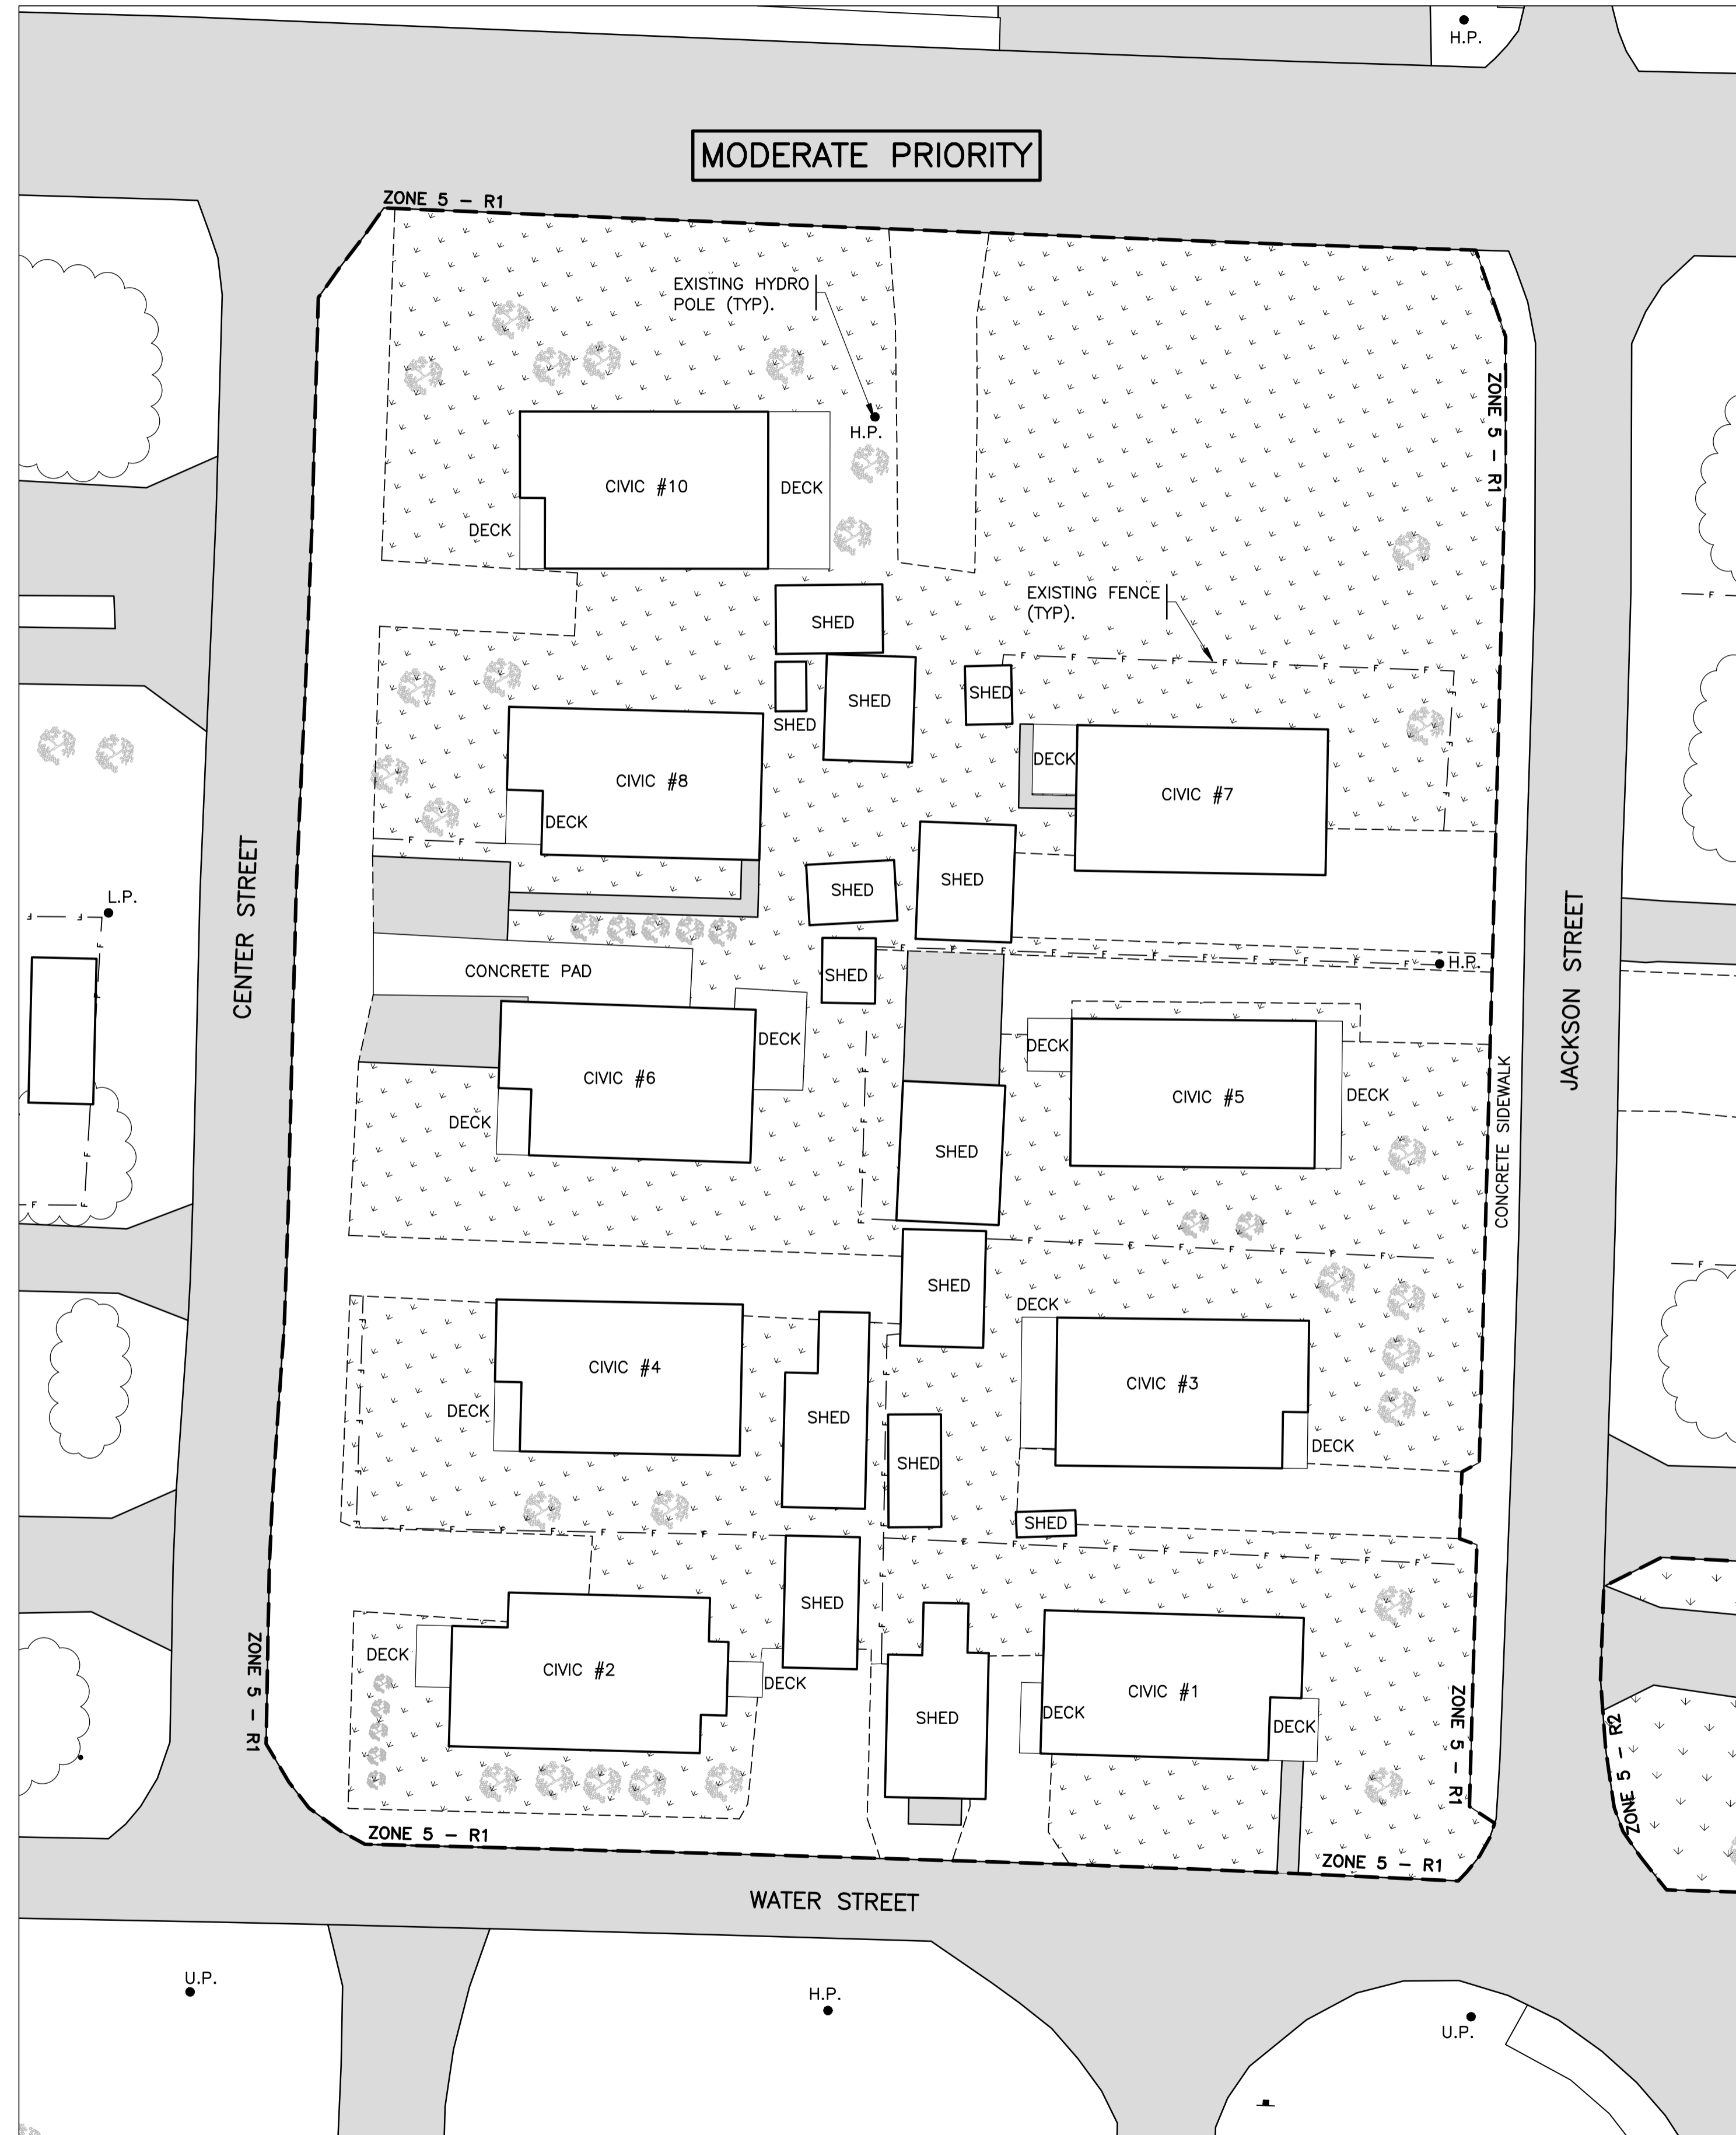 H.P.
MODERATE PRIORITY
ZONE 5 - R1
EXISTING HYDRO
POLE (TYP).
ZONE 5 - R1
H.P.
CIVIC #10
DECK
DECK
EXISTING FENCE
(TYP).
SHED
F F F F F F F F F
F
SHED
SHED
SHED
F
F
DECK
CIVIC #8
CIVIC #7
DECK
F F
SHED
SHED
L.P.
F F
F
CENTER STREET
JACKSON STREET
F F F F F F F F F F
H.P.
CONCRETE PAD
SHED
DECK
DECK
CIVIC #6
CIVIC #5
DECK
DECK
CONCRETE SIDEWALK
SHED
F
F
F
F
F
F F
F F F F F F F F
F
SHED
DECK
CIVIC #4
CIVIC #3
DECK
SHED
DECK
SHED
F
F
F
SHED
F F F F F F F F
F F F F F F F F F F F
SHED
F
F
ZONE 5 - R1
DECK
CIVIC #2
DECK
CIVIC #1
DECK
DECK
SHED
ZONE 5 - R1
ZONE 5 - R2
ZONE 5 - R1
ZONE 5 - R1
WATER STREET
U.P.
H.P.
U.P.